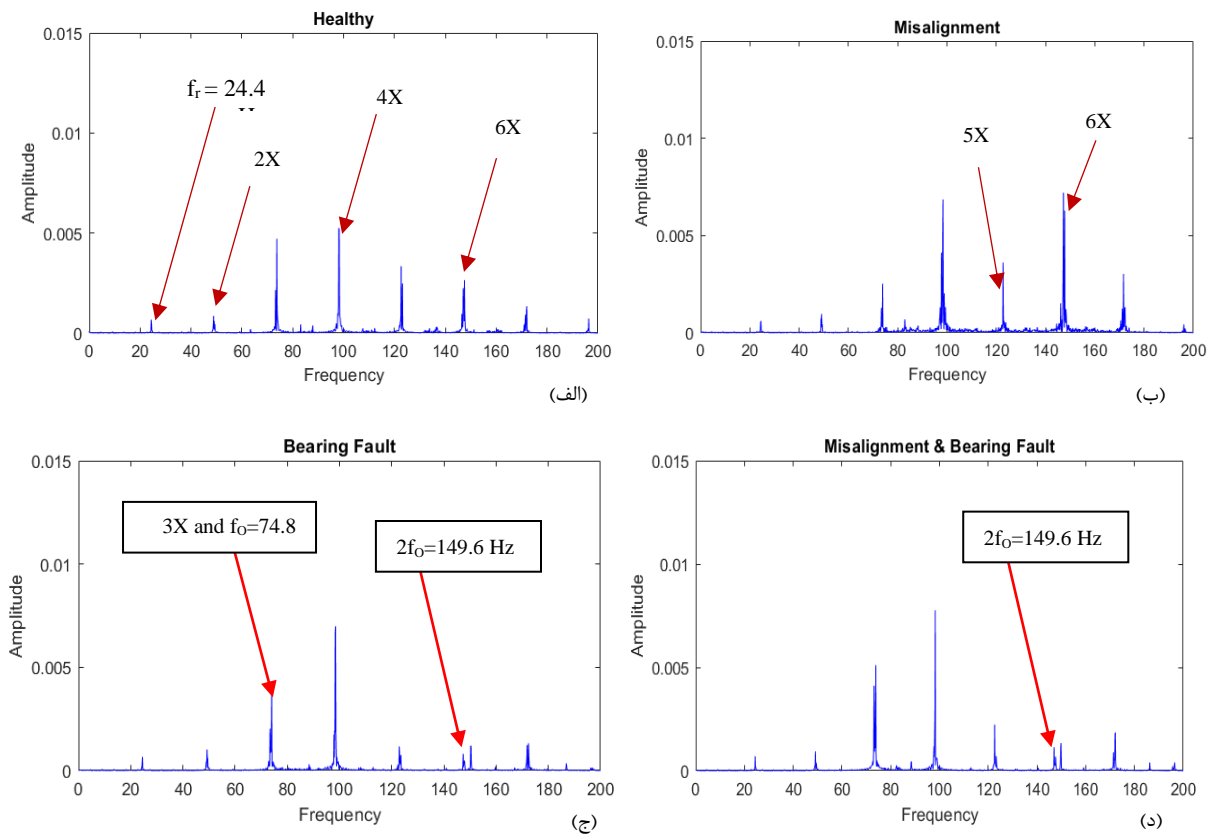 Healthy
0.015
0.01
0.005
0
Amplitude
fr = 24.4
2X
4X
6X
0 20 40 60 80 100 120 140 160 180 200
Frequency
(الف)
Misalignment
0.015
0.01
0.005
0
Amplitude
5X
6X
0 20 40 60 80 100 120 140 160 180 200
Frequency
(ب)
Bearing Fault
0.015
0.01
0.005
0
Amplitude
3X and fO=74.8
2fO=149.6 Hz
0 20 40 60 80 100 120 140 160 180 200
Frequency
(ج)
Misalignment & Bearing Fault
0.015
0.01
0.005
0
Amplitude
2fO=149.6 Hz
0 20 40 60 80 100 120 140 160 180 200
Frequency
(د)